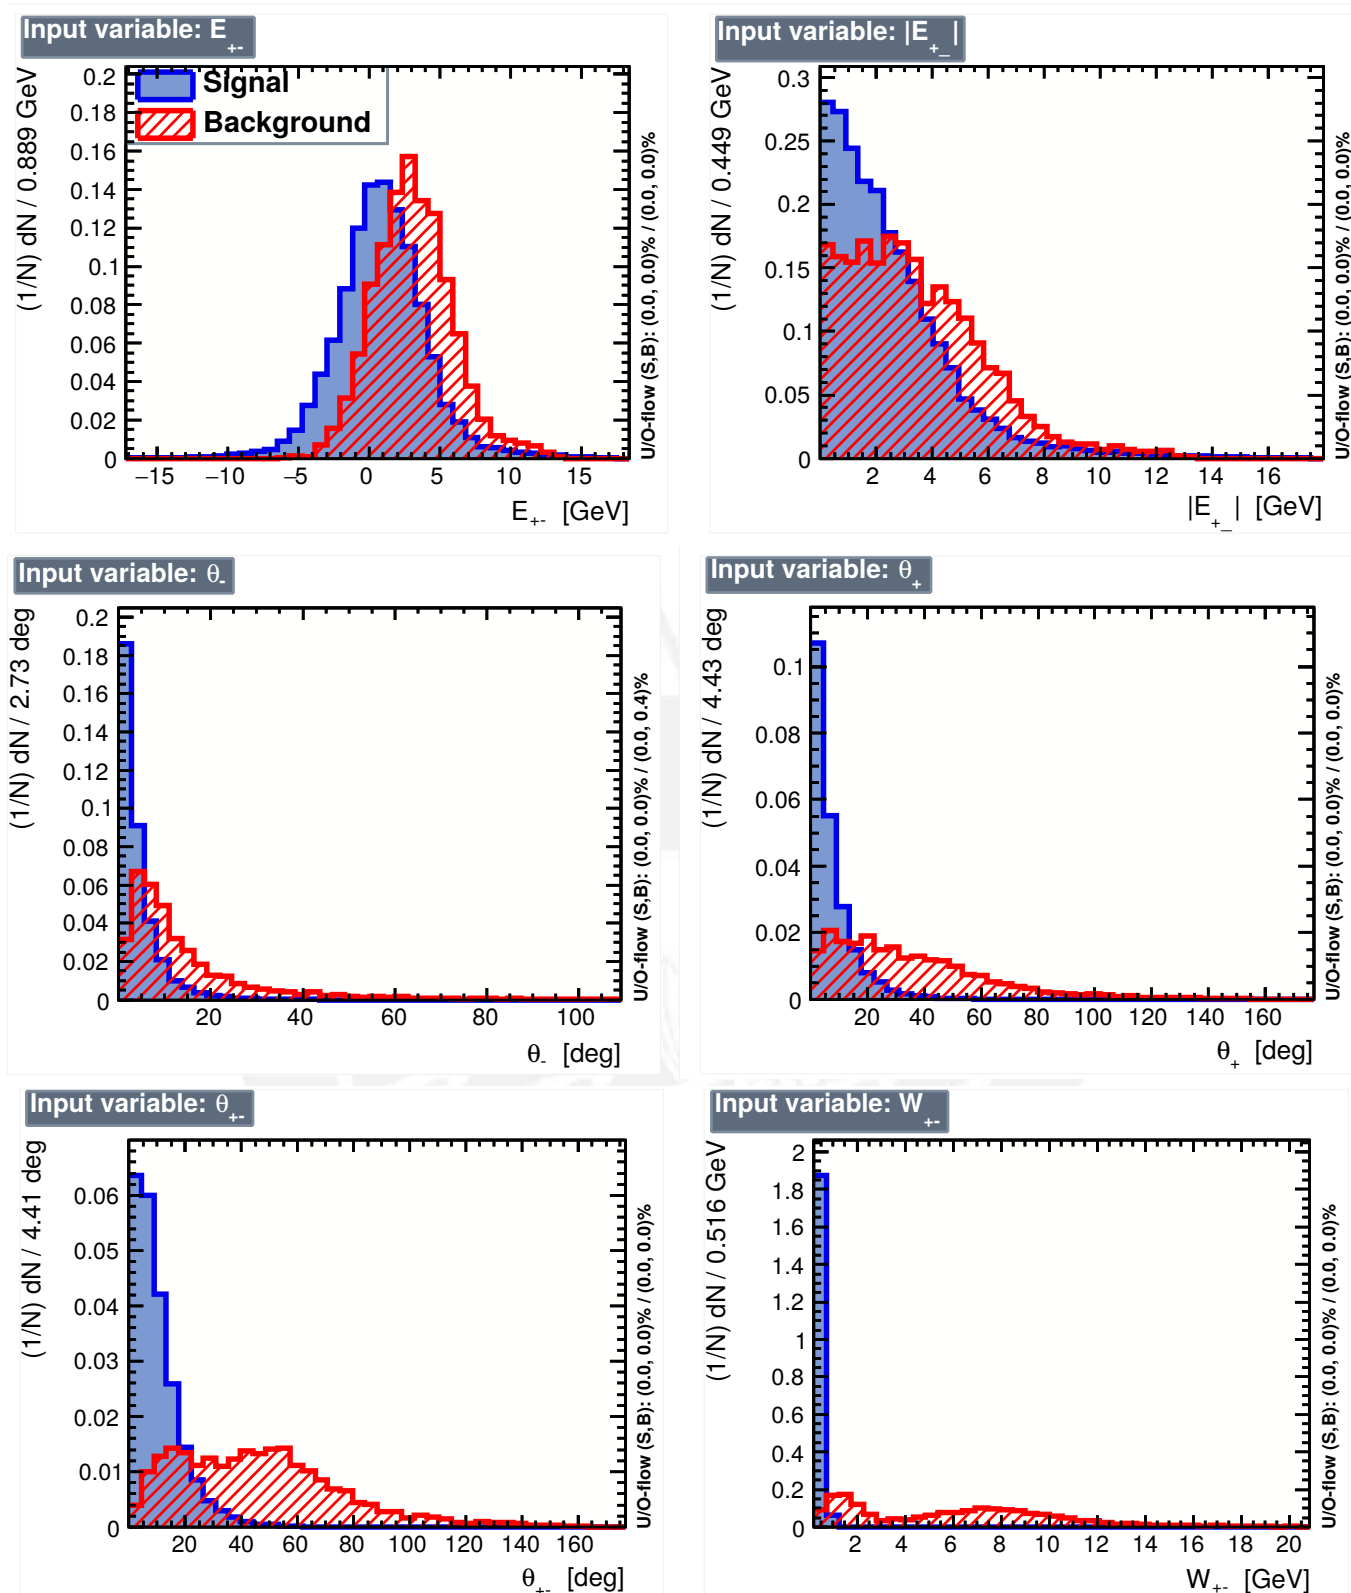 Input variable: E+-
(1/N) dN / 0.889 GeV
0.2
0.18
0.16
0.14
0.12
0.1
0.08
0.06
0.04
0.02
0
Signal
Background
−15 −10 −5 0 5 10 15
E+- [GeV]
U/O-flow (S,B): (0.0, 0.0)% / (0.0, 0.0)%
Input variable: |E+_|
(1/N) dN / 0.449 GeV
0.3
0.25
0.2
0.15
0.1
0.05
0
2 4 6 8 10 12 14 16
|E+_| [GeV]
U/O-flow (S,B): (0.0, 0.0)% / (0.0, 0.0)%
Input variable: θ-
(1/N) dN / 2.73 deg
0.2
0.18
0.16
0.14
0.12
0.1
0.08
0.06
0.04
0.02
0
20 40 60 80 100
θ- [deg]
U/O-flow (S,B): (0.0, 0.0)% / (0.0, 0.4)%
Input variable: θ+
(1/N) dN / 4.43 deg
0.1
0.08
0.06
0.04
0.02
0
20 40 60 80 100 120 140 160
θ+ [deg]
U/O-flow (S,B): (0.0, 0.0)% / (0.0, 0.0)%
Input variable: θ+-
(1/N) dN / 4.41 deg
0.06
0.05
0.04
0.03
0.02
0.01
0
20 40 60 80 100 120 140 160
θ+- [deg]
U/O-flow (S,B): (0.0, 0.0)% / (0.0, 0.0)%
Input variable: W+-
(1/N) dN / 0.516 GeV
2
1.8
1.6
1.4
1.2
1
0.8
0.6
0.4
0.2
0
2 4 6 8 10 12 14 16 18 20
W+- [GeV]
U/O-flow (S,B): (0.0, 0.0)% / (0.0, 0.0)%